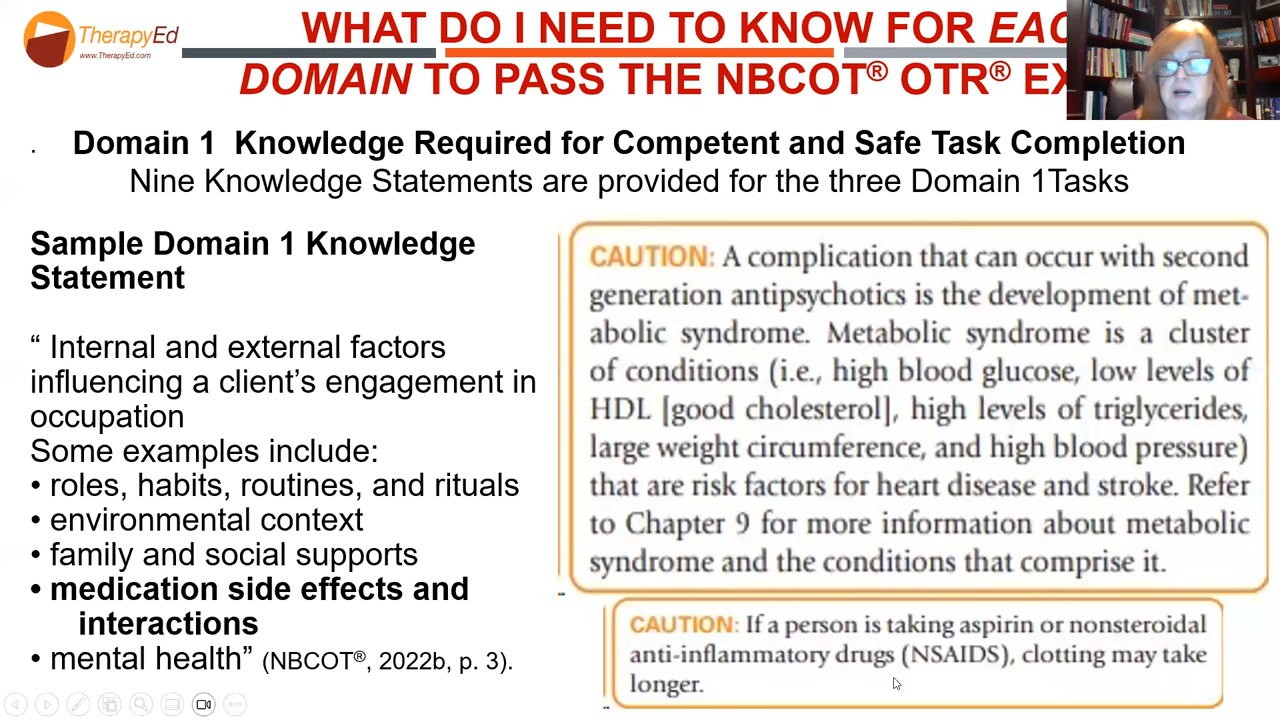 TherapyEd
www.TherapyEd.com
WHAT DO I NEED TO KNOW FOR
DOMAIN TO PASS THE NBCOT® OTR®
. Domain 1 Knowledge Required for Competent and Safe Task Completion
Nine Knowledge Statements are provided for the three Domain 1Tasks
Sample Domain 1 Knowledge
Statement
“ Internal and external factors
influencing a client’s engagement in
occupation
Some examples include:
• roles, habits, routines, and rituals
• environmental context
• family and social supports
• medication side effects and
interactions
• mental health” (NBCOT®, 2022b, p. 3).
CAUTION: A complication that can occur with second
generation antipsychotics is the development of met-
abolic syndrome. Metabolic syndrome is a cluster
of conditions (i.e., high blood glucose, low levels of
HDL [good cholesterol], high levels of triglycerides,
large weight circumference, and high blood pressure)
that are risk factors for heart disease and stroke. Refer
to Chapter 9 for more information about metabolic
syndrome and the conditions that comprise it.
CAUTION: If a person is taking aspirin or nonsteroidal
anti-inflammatory drugs (NSAIDS), clotting may take
longer.